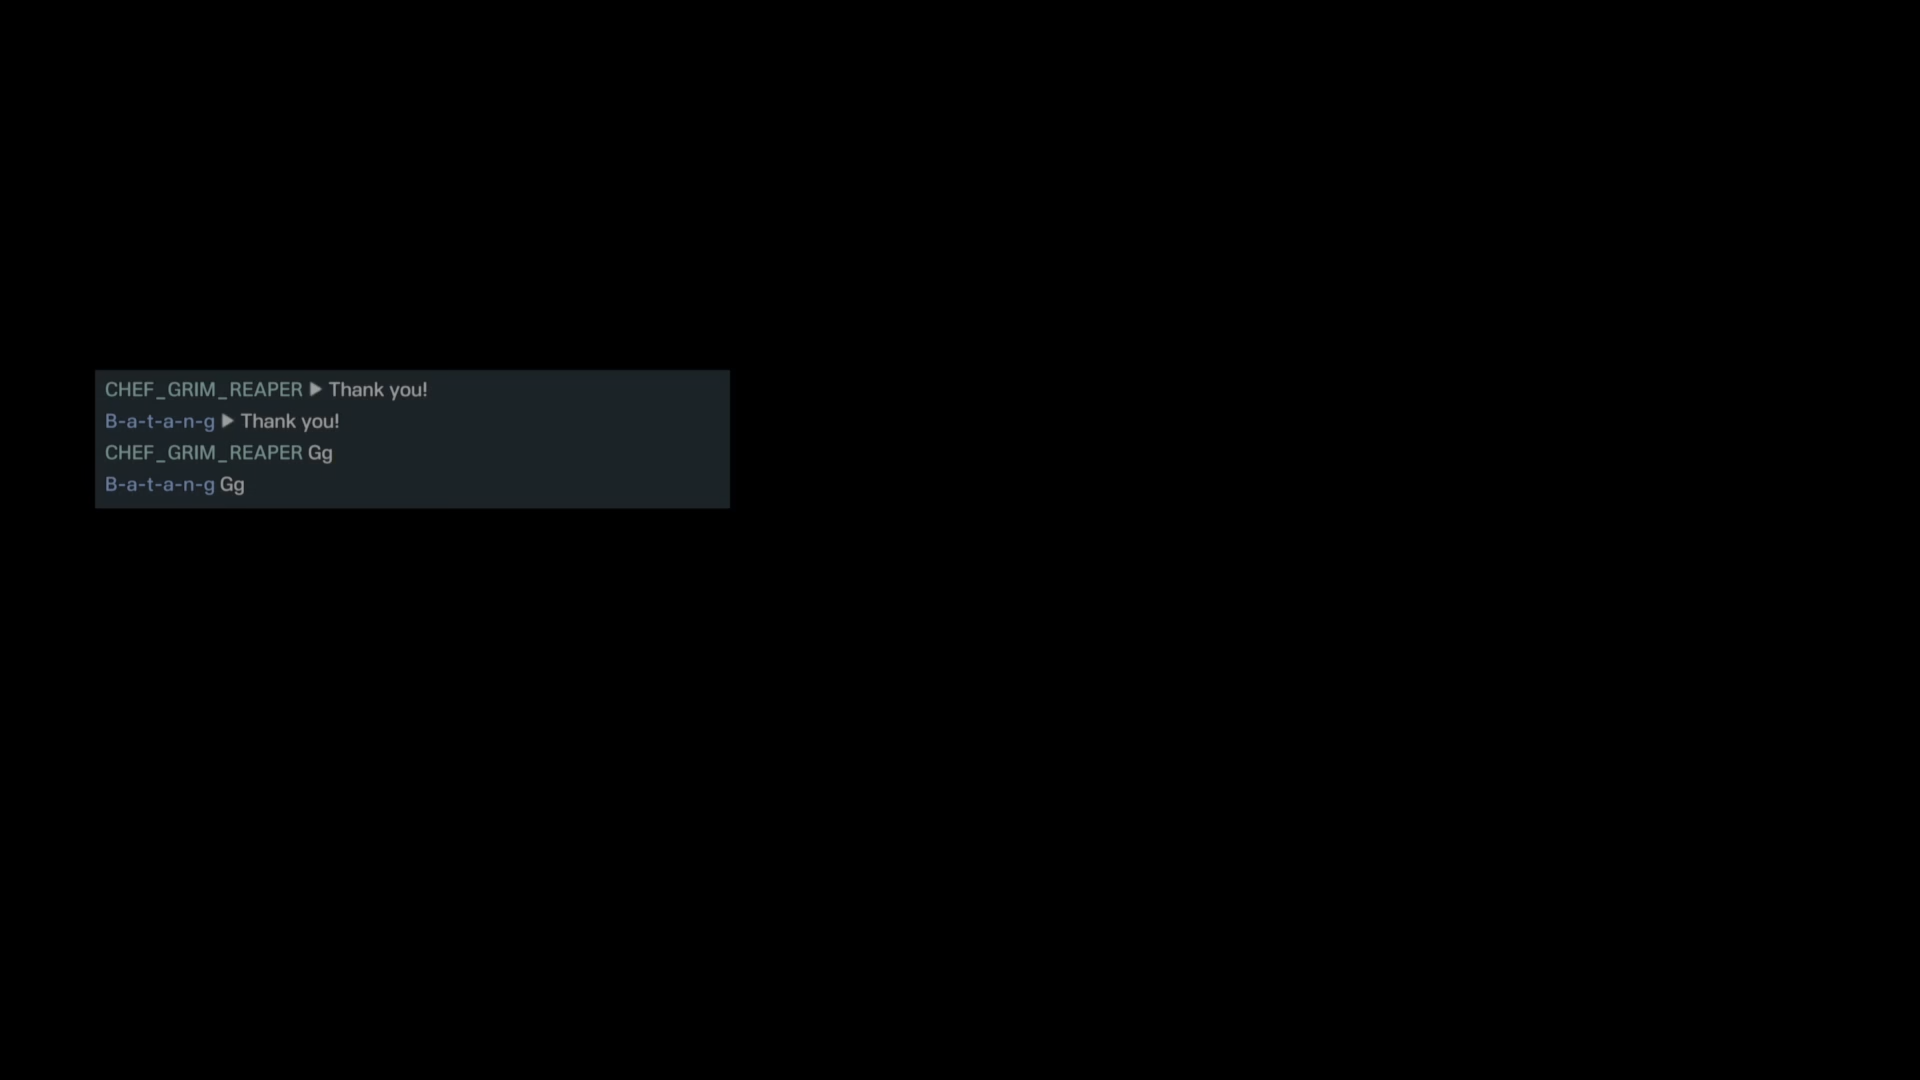 CHEF_GRIM_REAPER ▶ Thank you!
B-a-t-a-n-g ▶ Thank you!
CHEF_GRIM_REAPER Gg
B-a-t-a-n-g Gg